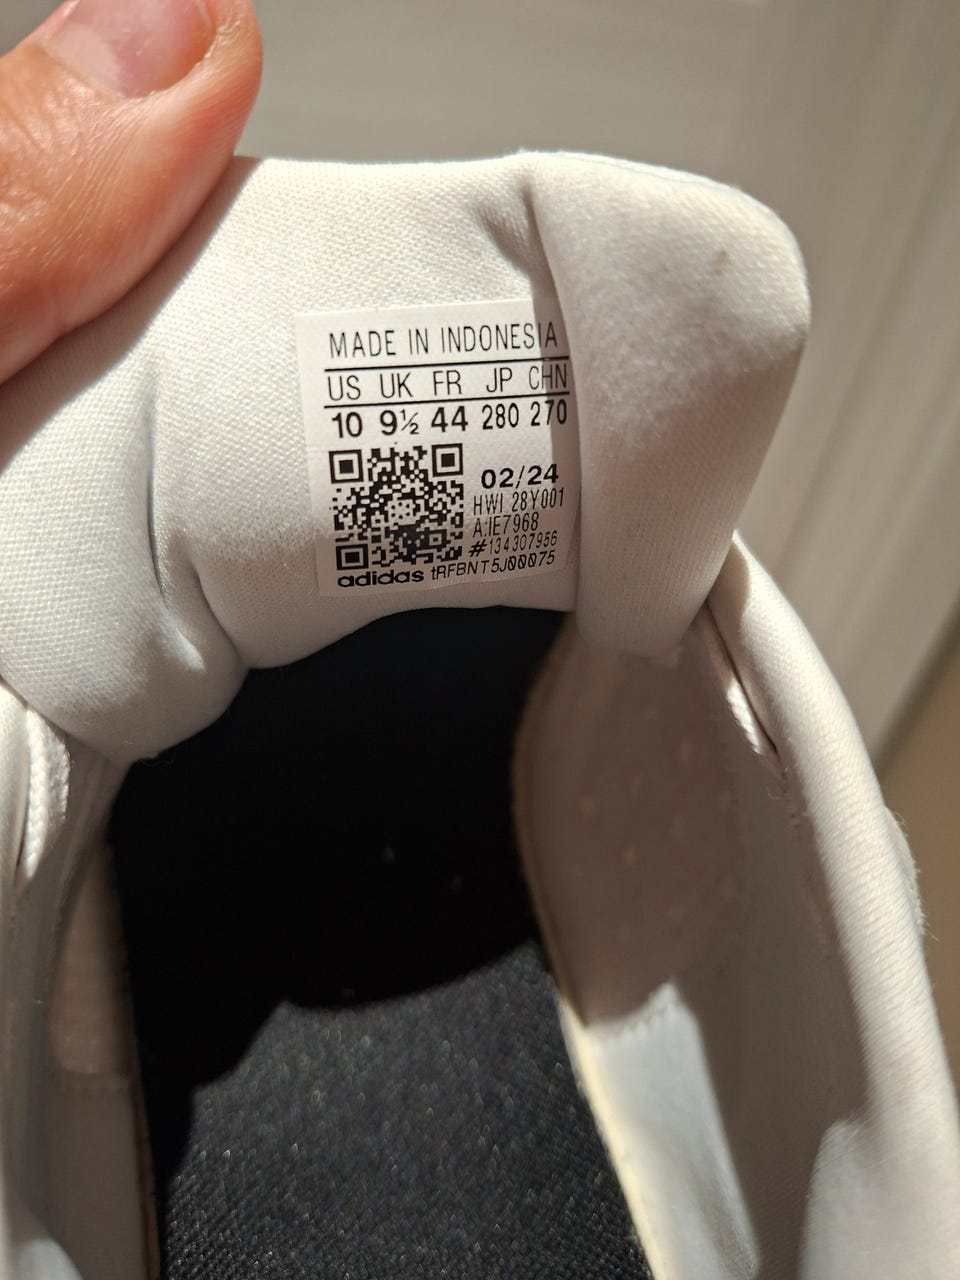 MADE IN INDONESIA
US UK FR JP CHN
10 9½ 44 280 270
02/24
HWI 28Y001
A:IE7968
#134307956
adidas tRFBNT5J00075